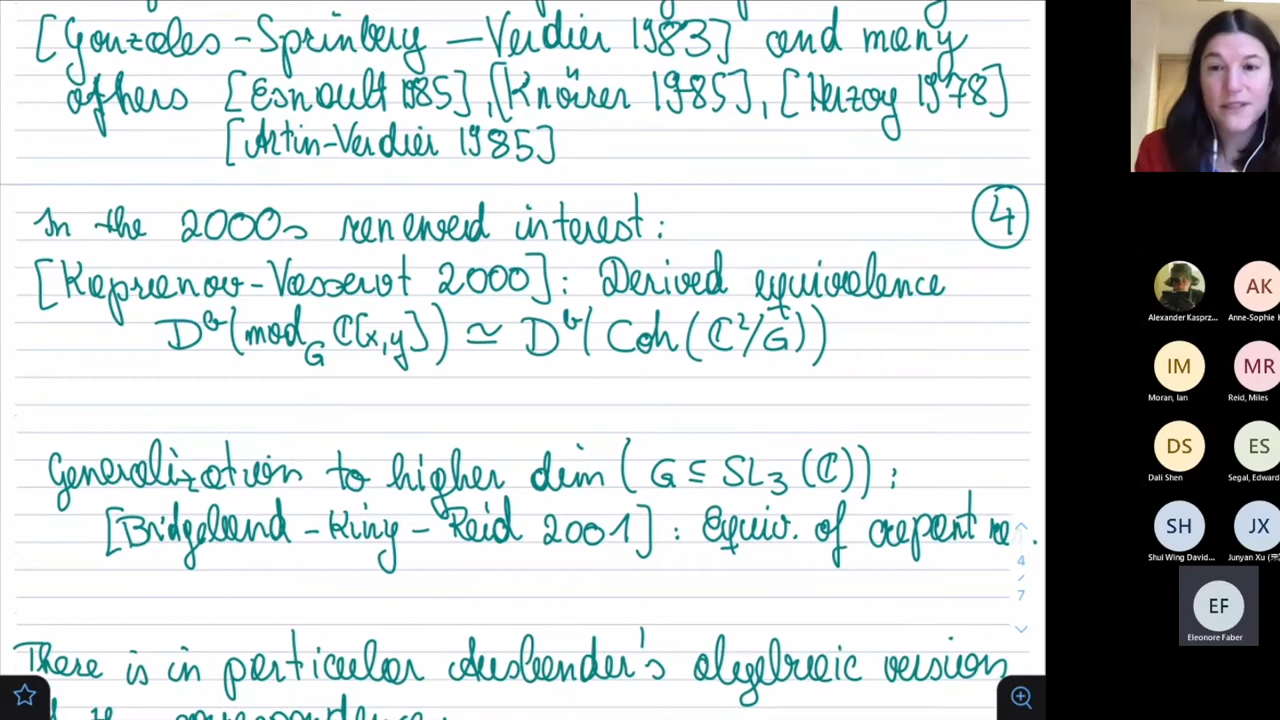 [Gonzales-Sprinberg—Verdier 1983] and many
others [Esnault 1985], [Knörrer 1985], [Herzog 1978]
[Artin-Verdier 1985]
4
In the 2000s renewed interest:
[Kapranov-Vasserot 2000]: Derived equivalence
D^b(mod_G ℂ[x,y]) ≃ D^b(Coh(ℂ²/G))
Generalization to higher dim (G ⊆ SL₃(ℂ)):
[Bridgeland-King-Reid 2001]: Equiv. of crepant re
4
/
7
There is in particular Auslander's algebraic version
Alexander Kasprz...
AK
Anne-Sophie
IM
Moran, Ian
MR
Reid, Miles
DS
Dali Shen
ES
Segal, Edward
SH
Shui Wing David...
JX
Junyan Xu
EF
Eleonore Faber